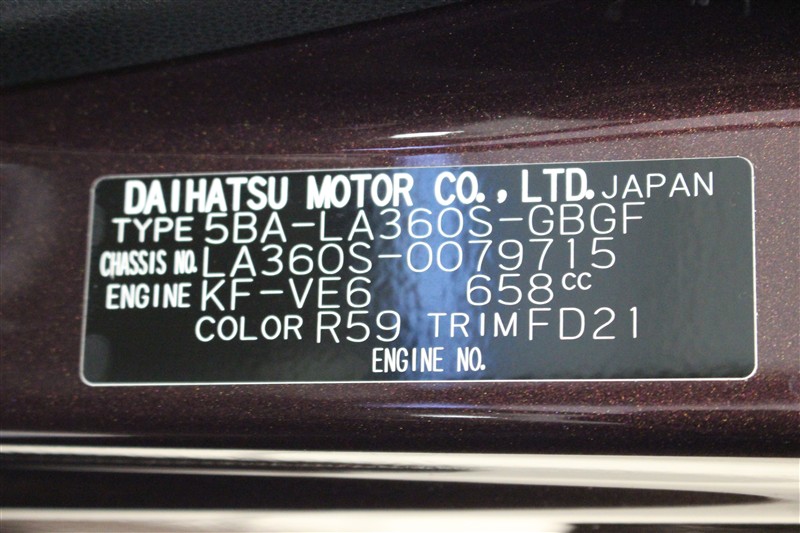 DAIHATSU MOTOR CO., LTD. JAPAN
TYPE 5BA-LA360S-GBGF
CHASSIS NO. LA360S-0079715
ENGINE KF-VE6 658cc
COLOR R59 TRIM FD21
ENGINE NO.